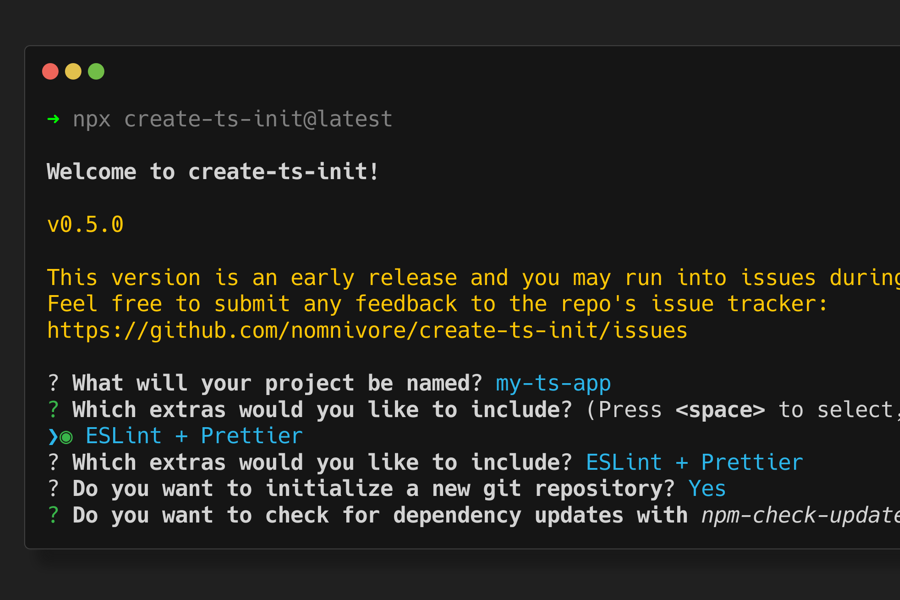 ➜ npx create-ts-init@latest
Welcome to create-ts-init!
v0.5.0
This version is an early release and you may run into issues during
Feel free to submit any feedback to the repo's issue tracker:
https://github.com/nomnivore/create-ts-init/issues
? What will your project be named? my-ts-app
? Which extras would you like to include? (Press <space> to select,
❯◉ ESLint + Prettier
? Which extras would you like to include? ESLint + Prettier
? Do you want to initialize a new git repository? Yes
? Do you want to check for dependency updates with npm-check-update